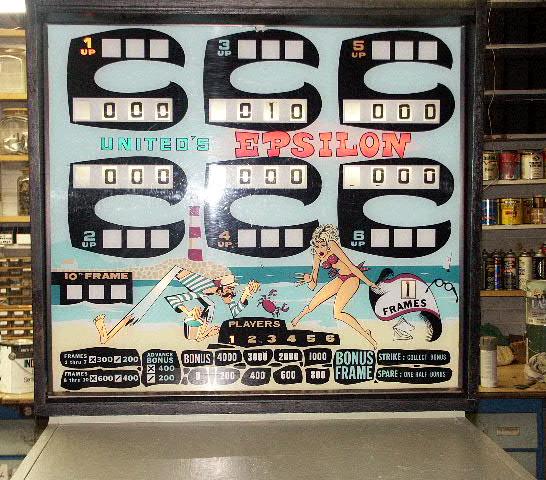 1 UP
3 UP
5 UP
000
010
000
UNITED'S EPSILON
000
000
000
2 UP
4 UP
6 UP
10TH FRAME
1
FRAMES
PLAYERS
1 2 3 4 5 6
ADVANCE BONUS
X 400
/ 200
BONUS 4000 3000 2000 1000
0 200 400 600 800
BONUS FRAME
STRIKE: COLLECT BONUS
SPARE: ONE HALF BONUS
FRAMES 1 THRU X 300 / 200
X 600 / 400